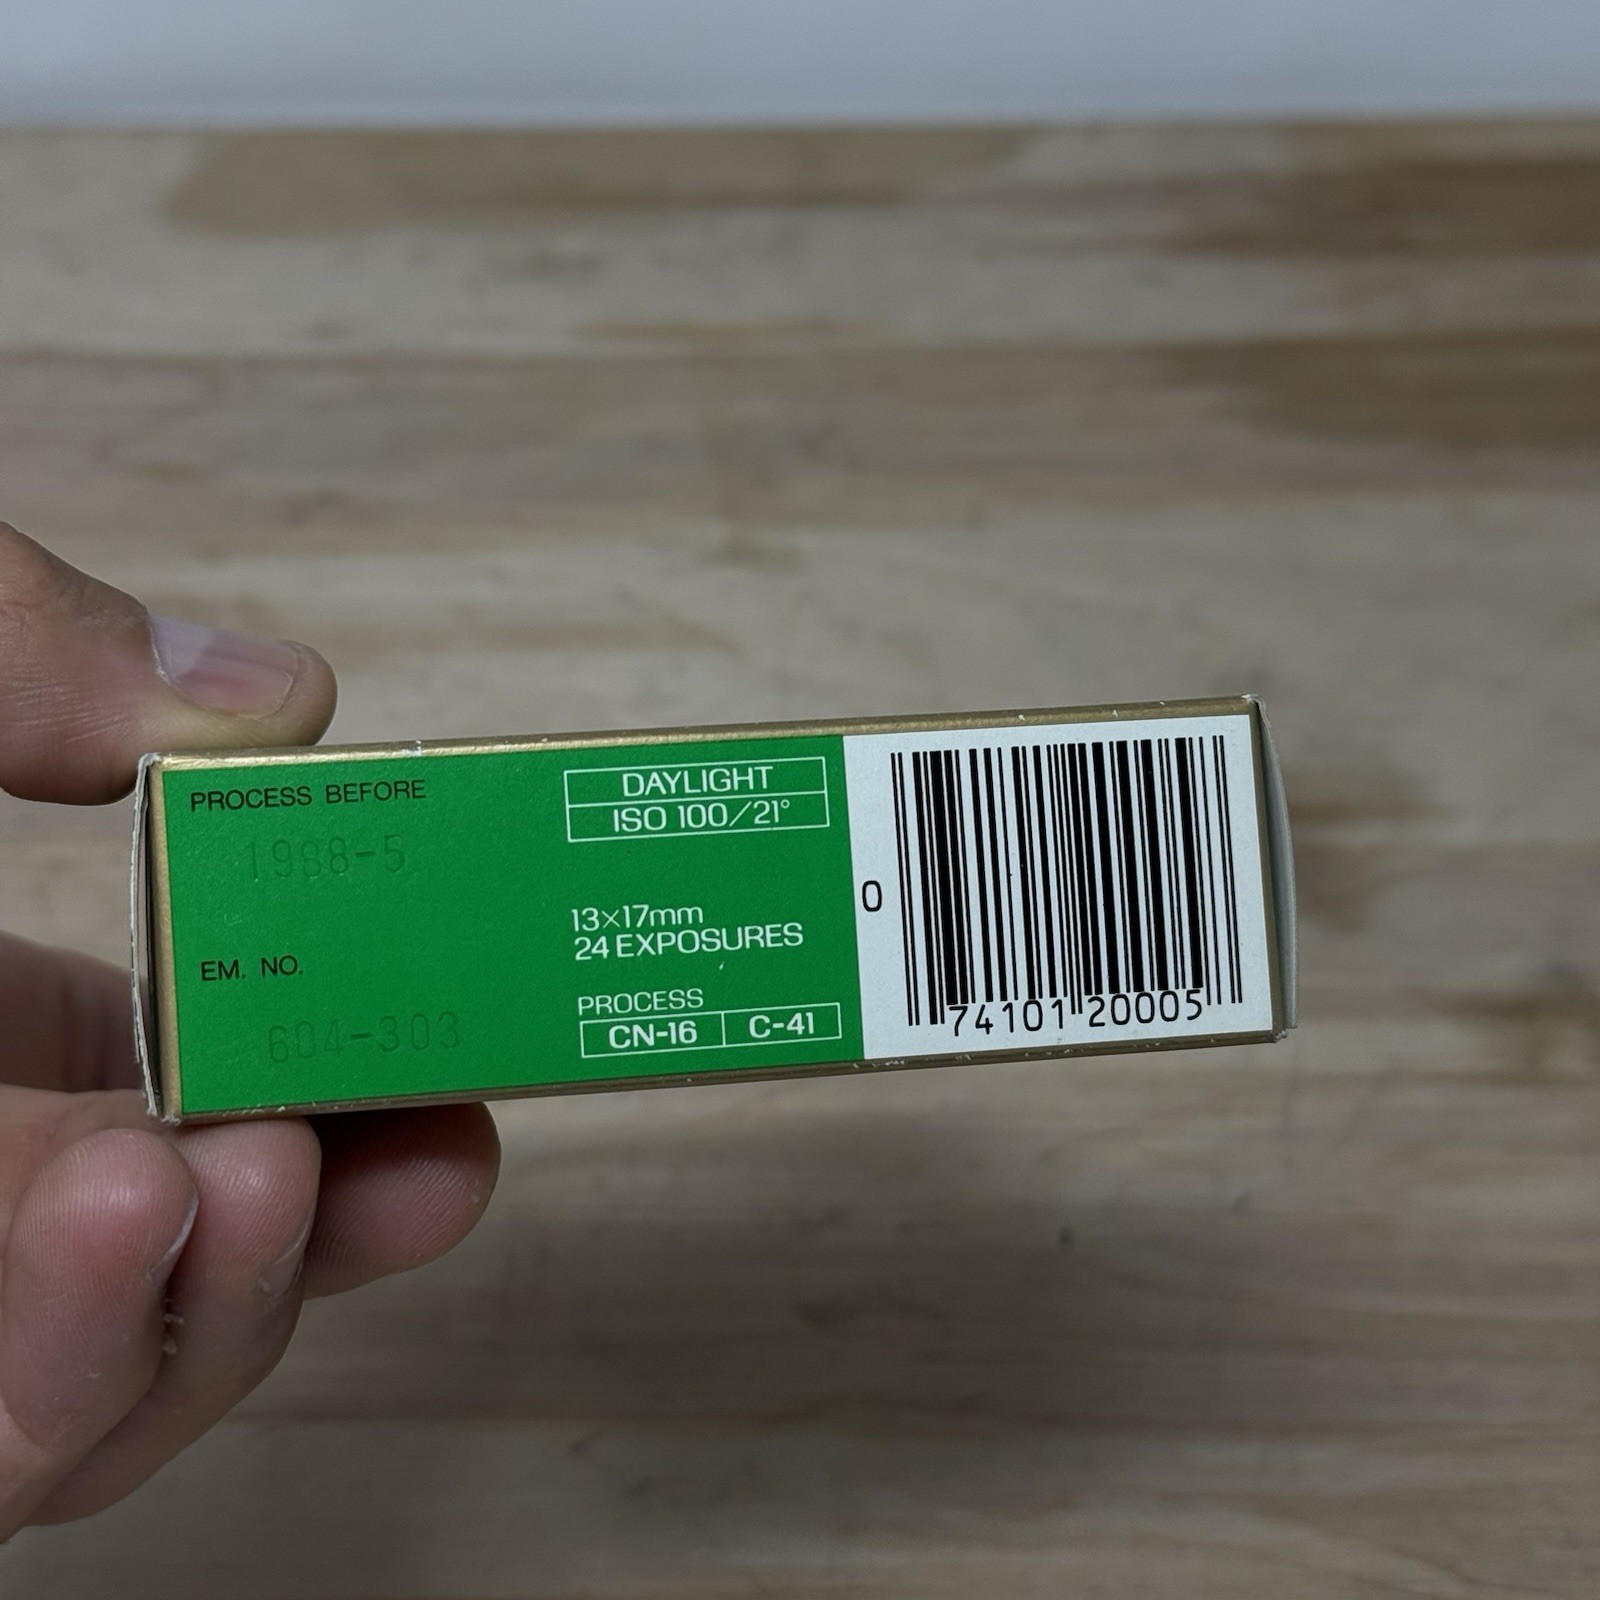 PROCESS BEFORE
1988-5
EM. NO.
604-303
DAYLIGHT
ISO 100/21°
13×17mm
24 EXPOSURES
PROCESS
CN-16 C-41
0 74101 20005